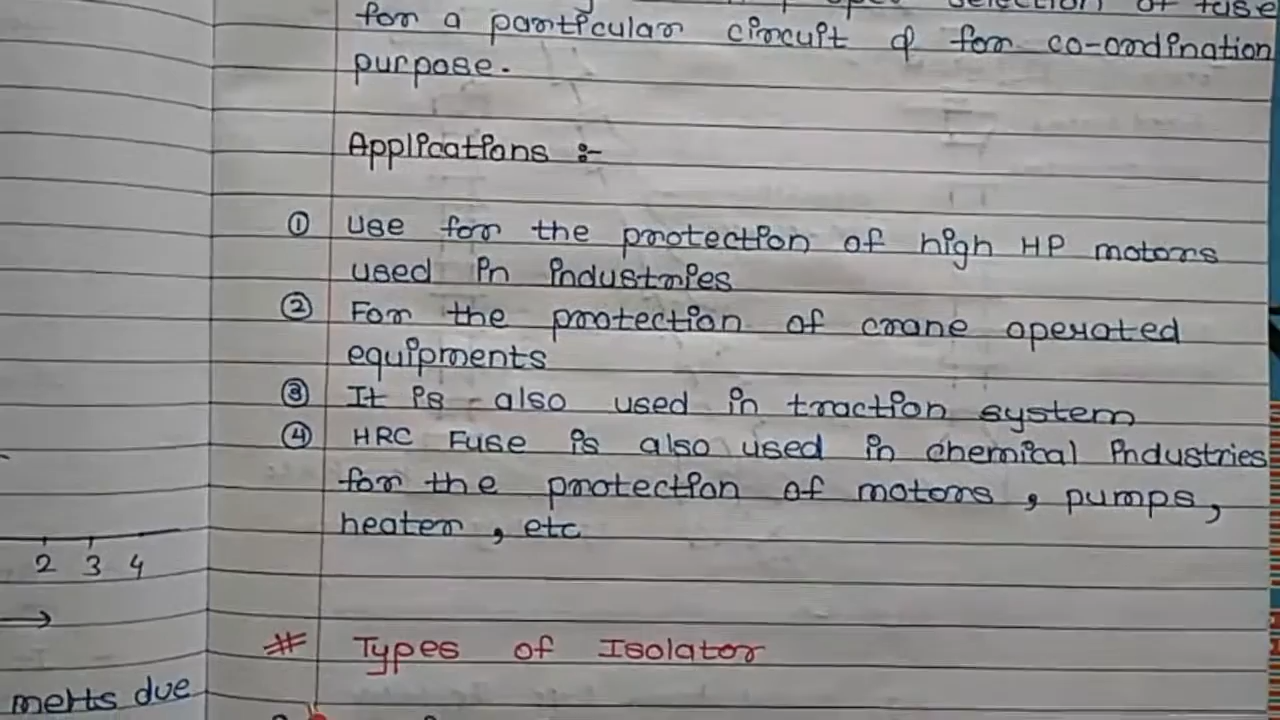 selection of fuse
for a particular circuit & for co-ordination
purpose.
Applications :-
① Use for the protection of high HP motors
used in industries
② For the protection of crane operated
equipments
③ It is also used in traction system
④ HRC Fuse is also used in chemical industries
for the protection of motors, pumps,
heater, etc
2 3 4
→
# Types of Isolator
melts due